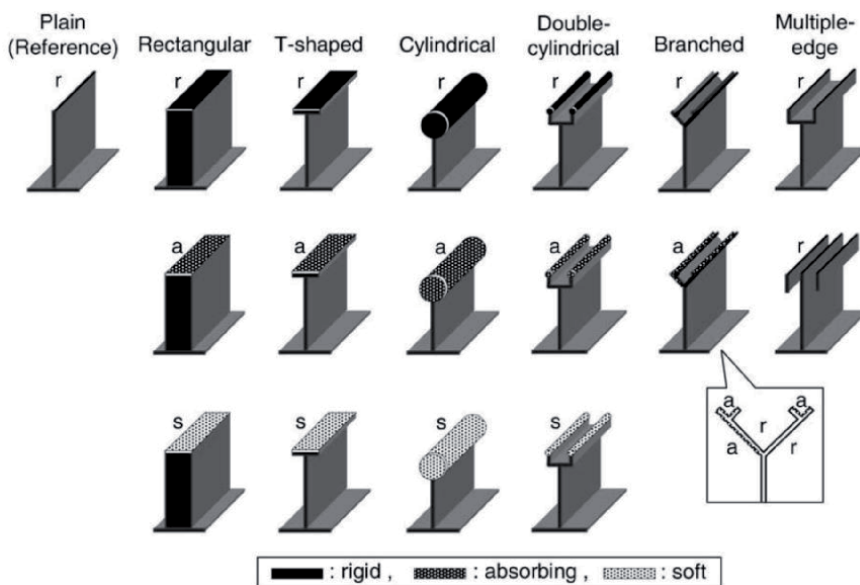 Plain
(Reference)
Rectangular
T-shaped
Cylindrical
Double-
cylindrical
Branched
Multiple-
edge
r
r
r
r
r
r
r
a
a
a
a
a
r
a
a
r
a
r
s
s
s
s
: rigid ,
: absorbing,
: soft